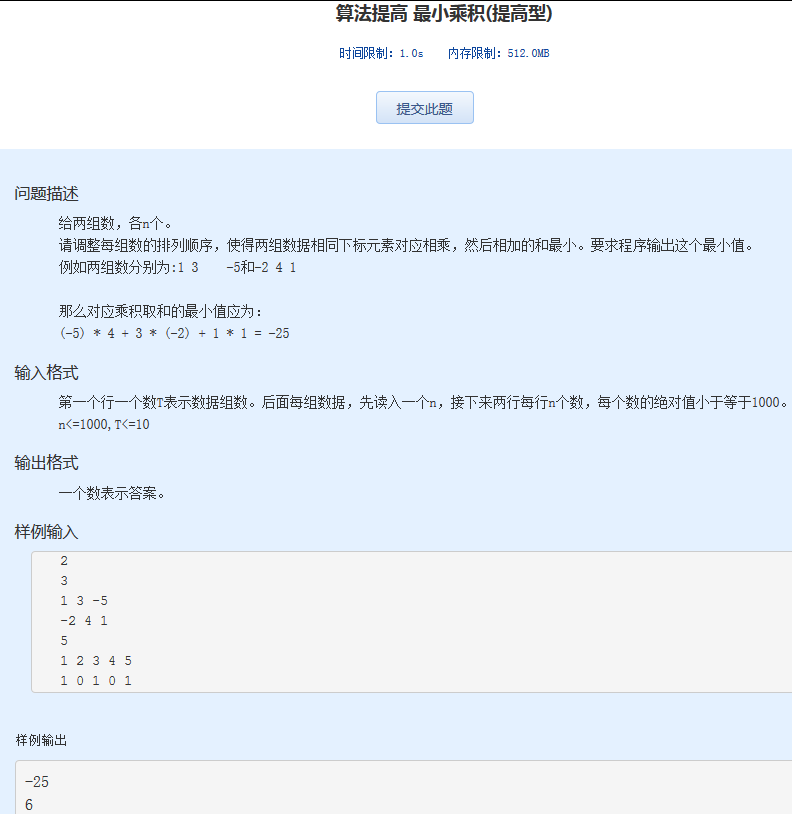 算法提高 最小乘积(提高型)
时间限制：1.0s 内存限制：512.0MB
提交此题
问题描述
给两组数，各n个。
请调整每组数的排列顺序，使得两组数据相同下标元素对应相乘，然后相加的和最小。要求程序输出这个最小值。
例如两组数分别为:1 3 -5和-2 4 1
那么对应乘积取和的最小值应为：
(-5) * 4 + 3 * (-2) + 1 * 1 = -25
输入格式
第一个行一个数T表示数据组数。后面每组数据，先读入一个n，接下来两行每行n个数，每个数的绝对值小于等于1000。
n<=1000,T<=10
输出格式
一个数表示答案。
样例输入
2
3
1 3 -5
-2 4 1
5
1 2 3 4 5
1 0 1 0 1
样例输出
-25
6